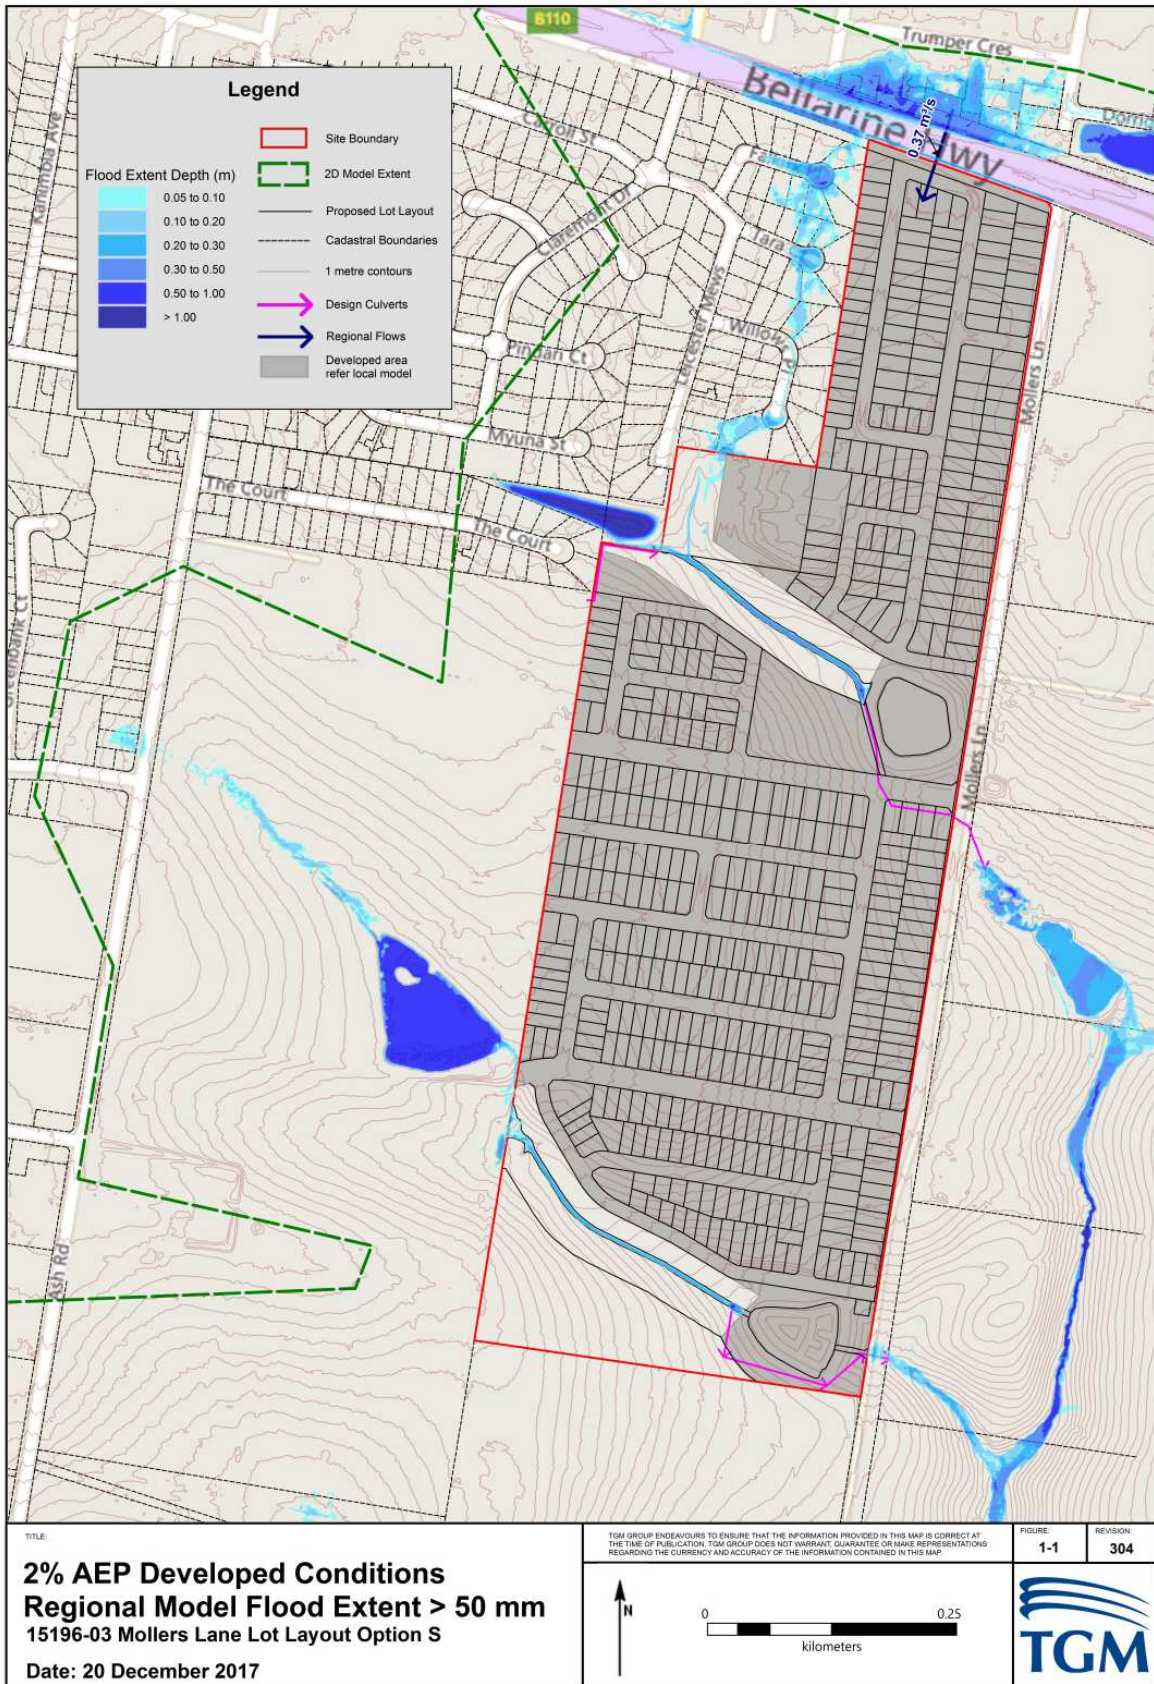 B110
Trumper Cres
Bellarine Hwy
0.37 m³/s
Kanumba Ave
Carroll St
Claremont Dr
Tara
Leicester Mews
Willow Pl
Pindari Ct
Myuna St
The Court
The Court
Greenbank Ct
Mollers Ln
Mollers Ln
Ash Rd
Legend
Site Boundary
Flood Extent Depth (m)
2D Model Extent
0.05 to 0.10
0.10 to 0.20
Proposed Lot Layout
0.20 to 0.30
Cadastral Boundaries
0.30 to 0.50
1 metre contours
0.50 to 1.00
Design Culverts
> 1.00
Regional Flows
Developed area
refer local model
TITLE:
2% AEP Developed Conditions
Regional Model Flood Extent > 50 mm
15196-03 Mollers Lane Lot Layout Option S
Date: 20 December 2017
TGM GROUP ENDEAVOURS TO ENSURE THAT THE INFORMATION PROVIDED IN THIS MAP IS CORRECT AT
THE TIME OF PUBLICATION. TGM GROUP DOES NOT WARRANT, GUARANTEE OR MAKE REPRESENTATIONS
REGARDING THE CURRENCY AND ACCURACY OF THE INFORMATION CONTAINED IN THIS MAP.
FIGURE:
1-1
REVISION:
304
N
0
0.25
kilometers
TGM